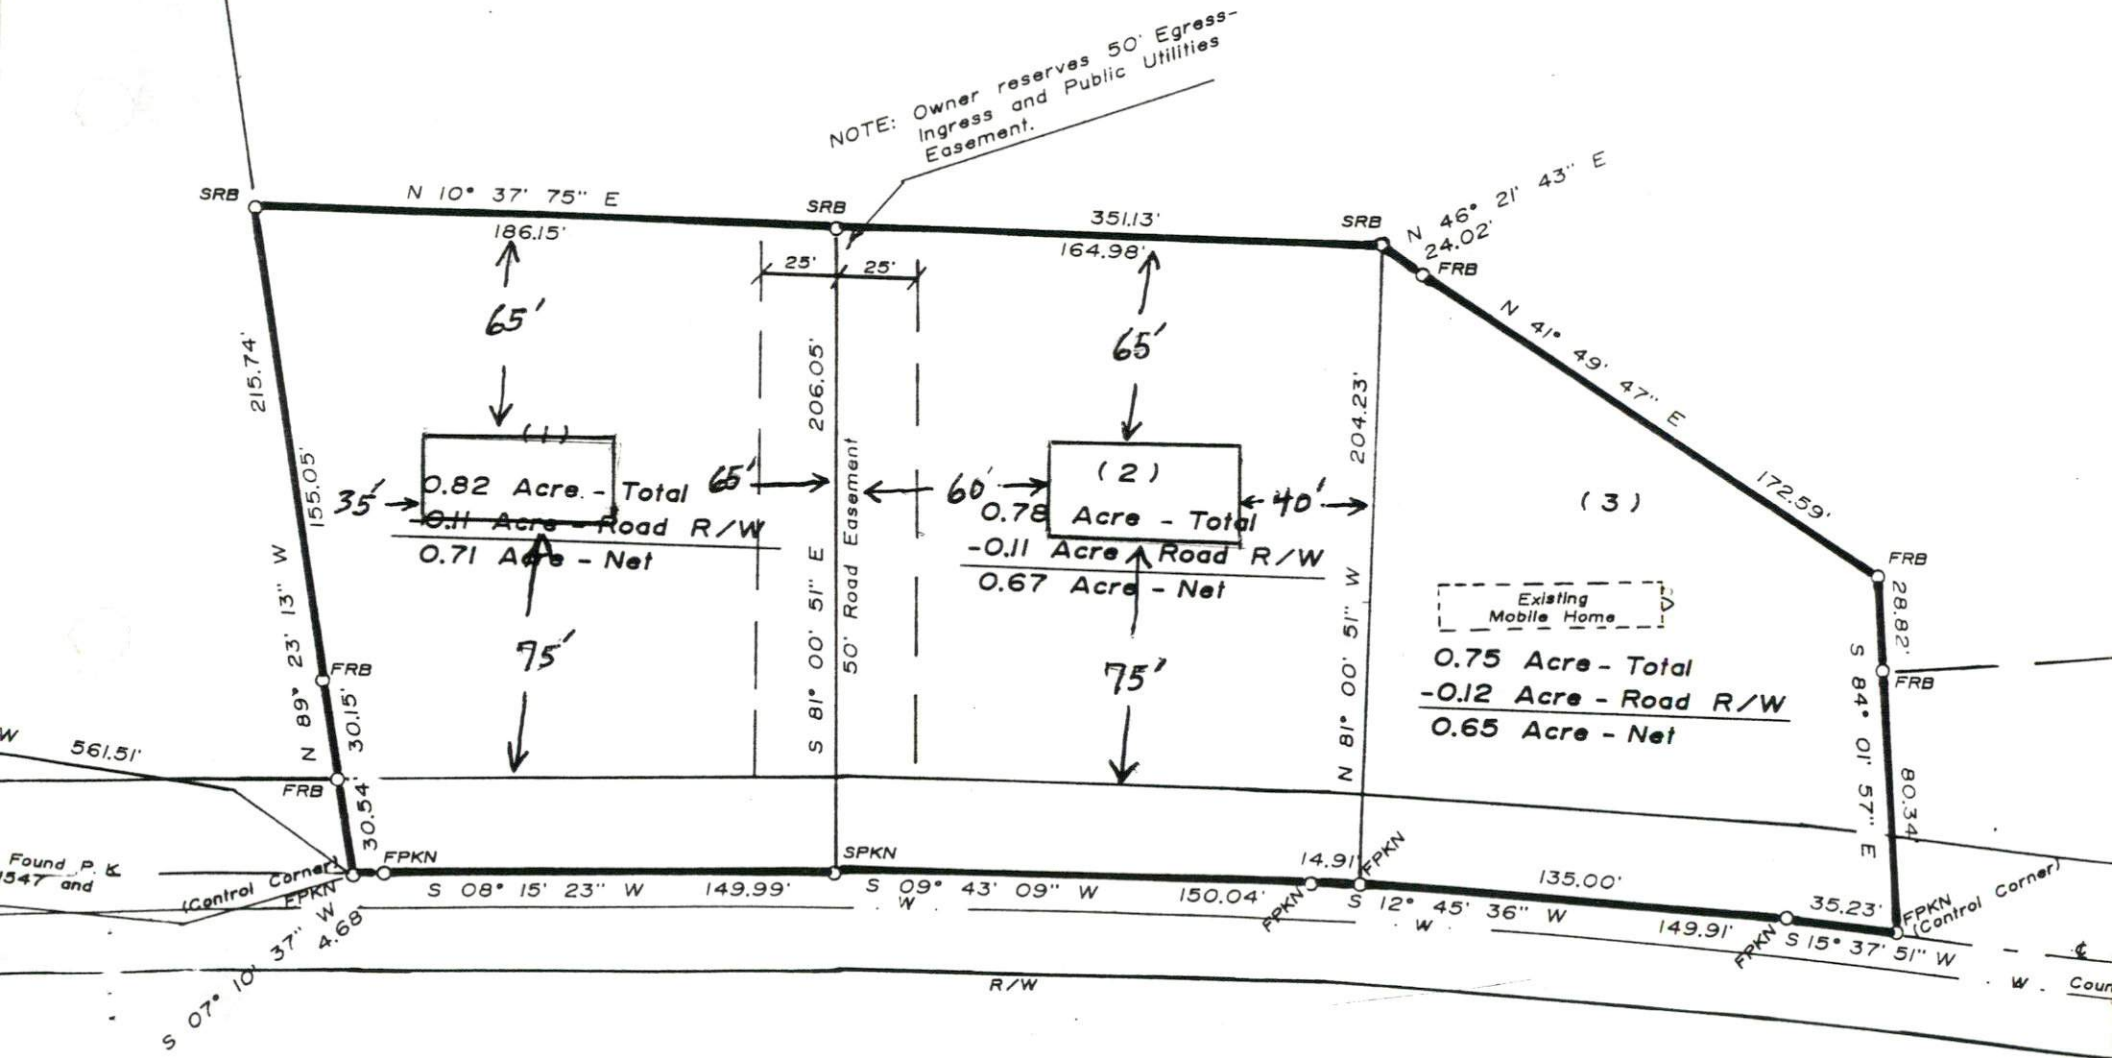 NOTE: Owner reserves 50' Egress-
Ingress and Public Utilities
Easement.
SRB
N 10° 37' 75" E
186.15'
SRB
351.13'
164.98'
SRB
N 46° 21' 43" E
24.02'
FRB
N 41° 49' 47" E
172.59'
FRB
28.82'
FRB
S 84° 01' 57" E
80.34'
25'
25'
65'
65'
215.74'
155.05'
N 89° 23' 13" W
206.05'
S 81° 00' 51" E
50' Road Easement
204.23'
N 81° 00' 51" W
(1)
0.82 Acre - Total
-0.11 Acre - Road R/W
0.71 Acre - Net
35'
65'
75'
(2)
0.78 Acre - Total
-0.11 Acre - Road R/W
0.67 Acre - Net
60'
40'
75'
(3)
Existing
Mobile Home
0.75 Acre - Total
-0.12 Acre - Road R/W
0.65 Acre - Net
FRB
30.15'
FRB
30.54'
W
561.51'
Found P.K
1547 and
(Control Corner)
FPKN
S 07° 10' 37" W
4.68
FPKN
S 08° 15' 23" W
149.99'
SPKN
S 09° 43' 09" W
150.04'
14.91'
FPKN
FPKN
S 12° 45' 36" W
135.00'
149.91'
FPKN
35.23'
S 15° 37' 51" W
FPKN
(Control Corner)
W
W
W
R/W
℄
Coun